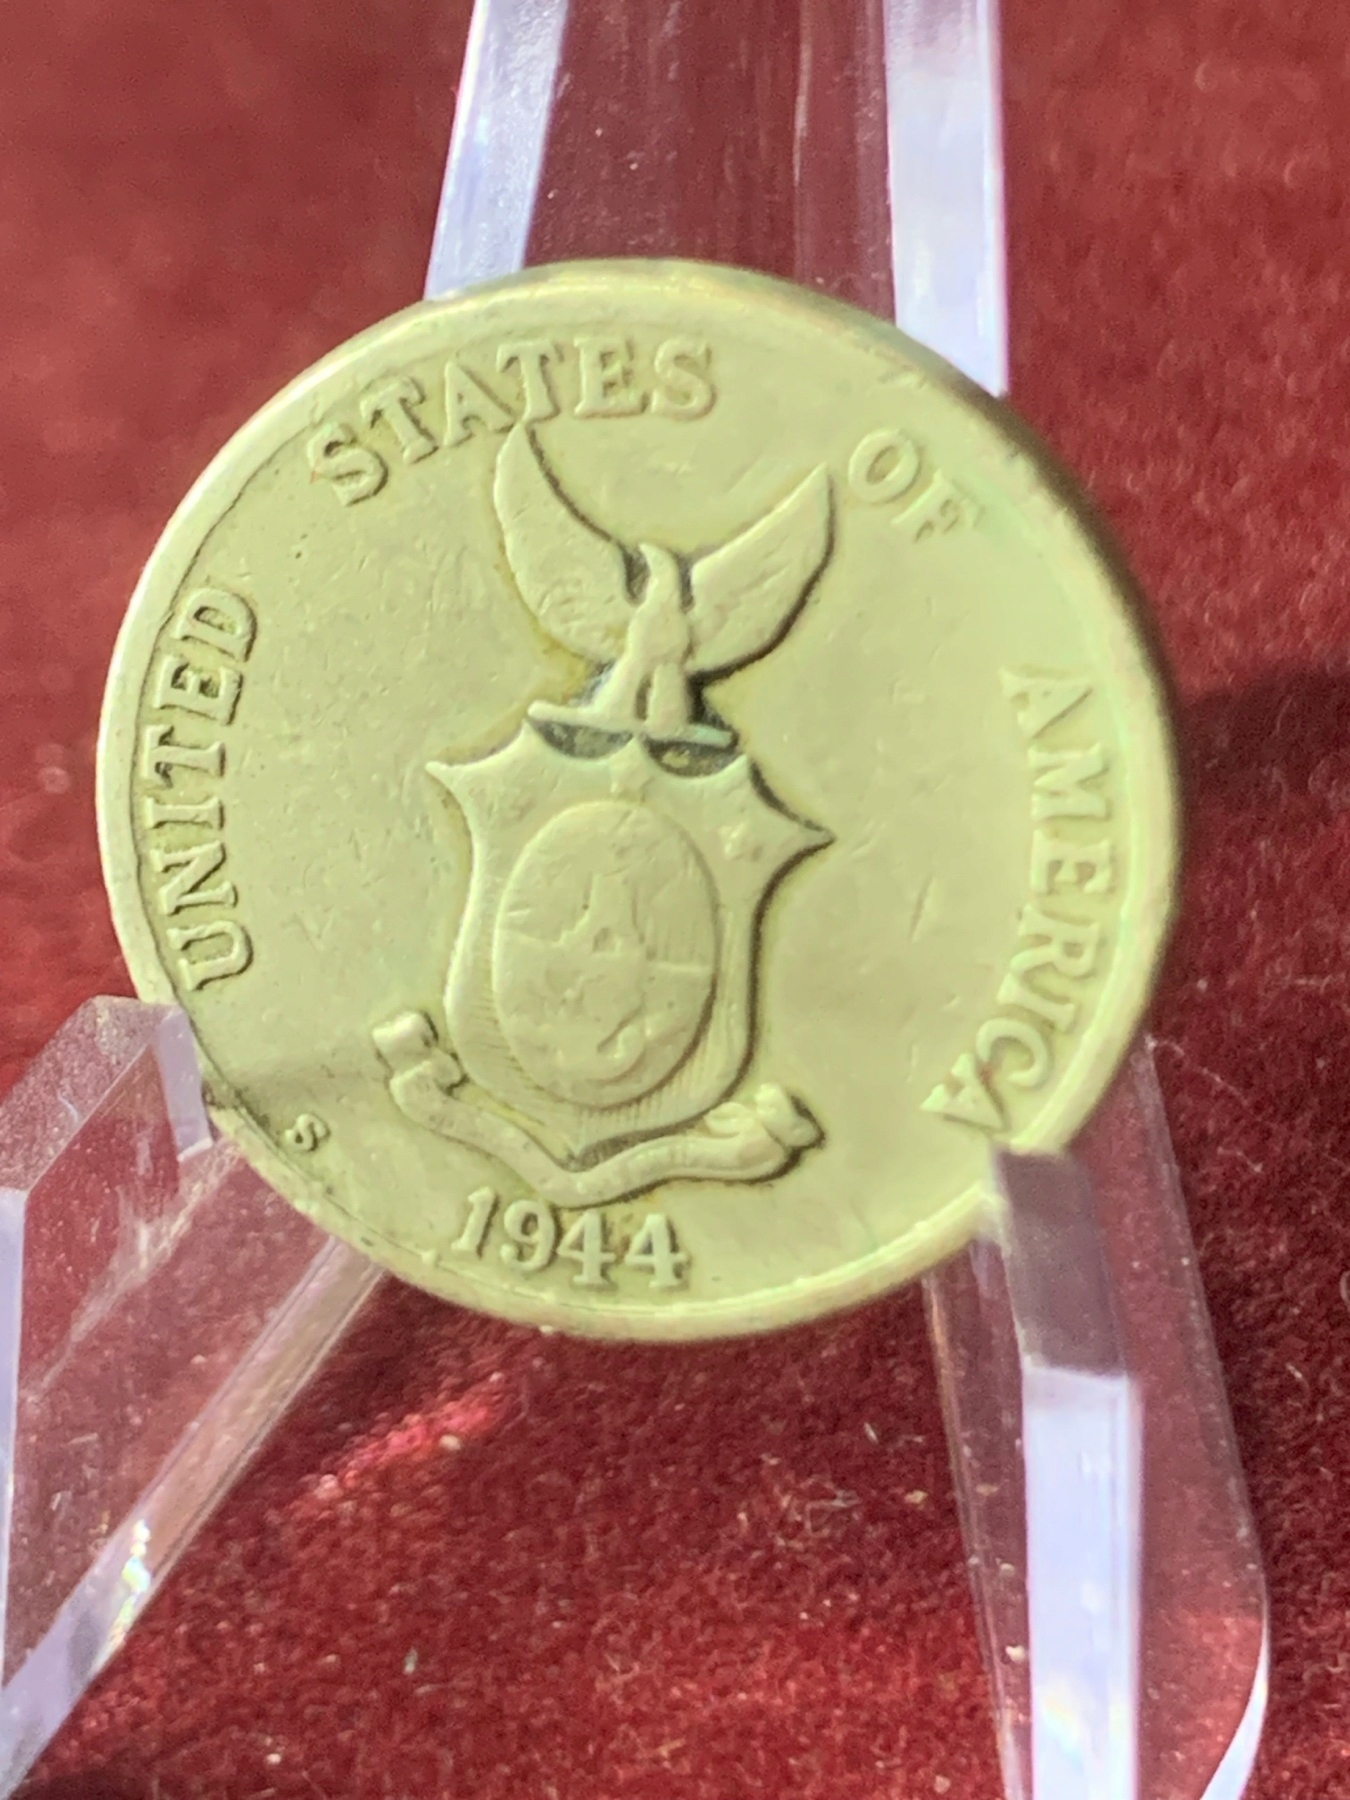 UNITED STATES OF AMERICA
S
1944